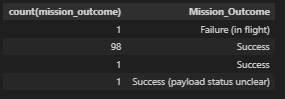 count(mission_outcome) Mission_Outcome
1 Failure (in flight)
98 Success
1 Success
1 Success (payload status unclear)